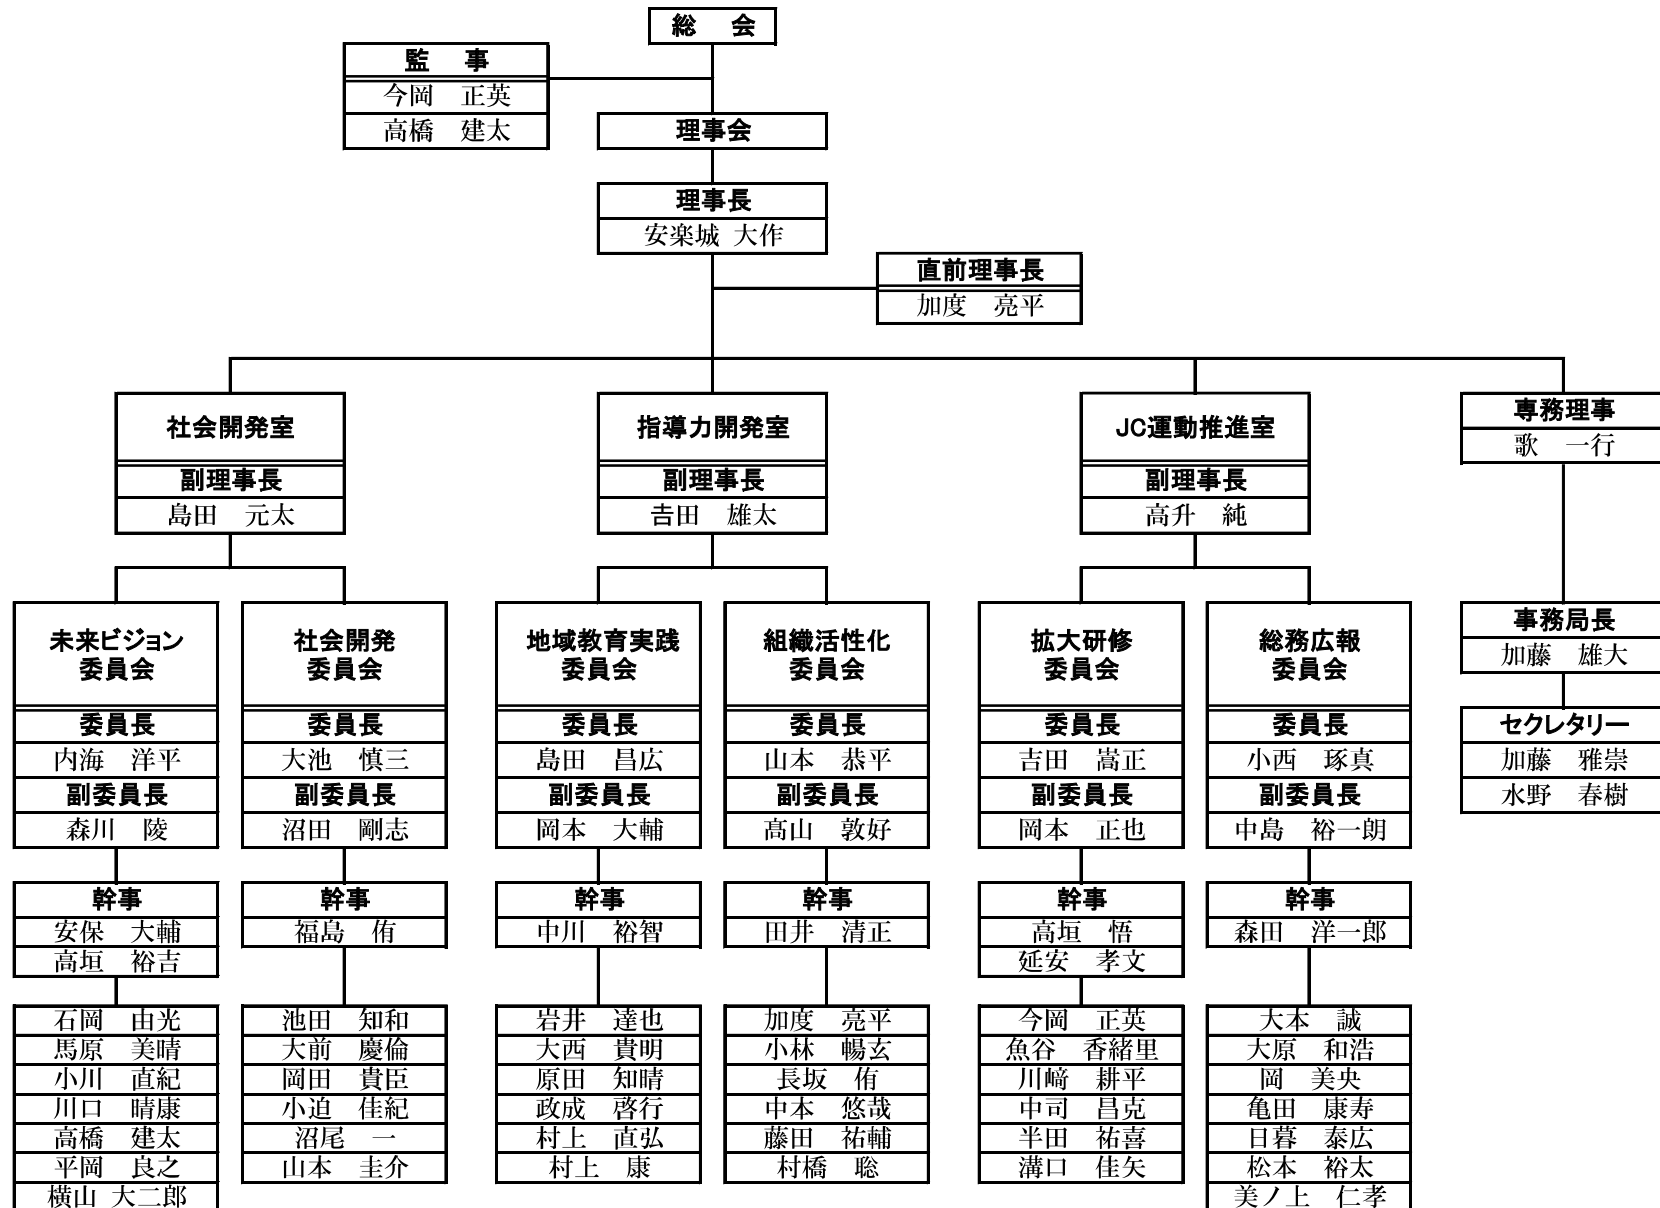 総　会
監　事
今岡　正英
高橋　建太
理事会
理事長
安楽城 大作
直前理事長
加度　亮平
社会開発室
副理事長
島田　元太
指導力開発室
副理事長
𠮷田　雄太
JC運動推進室
副理事長
高升　純
専務理事
歌　一行
未来ビジョン
委員会
委員長
内海　洋平
副委員長
森川　陵
幹事
安保　大輔
高垣　裕吉
石岡　由光
馬原　美晴
小川　直紀
川口　晴康
高橋　建太
平岡　良之
横山 大二郎
社会開発
委員会
委員長
大池　慎三
副委員長
沼田　剛志
幹事
福島　侑
池田　知和
大前　慶倫
岡田　貴臣
小迫　佳紀
沼尾　一
山本　圭介
地域教育実践
委員会
委員長
島田　昌広
副委員長
岡本　大輔
幹事
中川　裕智
岩井　達也
大西　貴明
原田　知晴
政成　啓行
村上　直弘
村上　康
組織活性化
委員会
委員長
山本　恭平
副委員長
高山　敦好
幹事
田井　清正
加度　亮平
小林　暢玄
長坂　侑
中本　悠哉
藤田　祐輔
村橋　聡
拡大研修
委員会
委員長
吉田　嵩正
副委員長
岡本　正也
幹事
高垣　悟
延安　孝文
今岡　正英
魚谷　香緒里
川﨑　耕平
中司　昌克
半田　祐喜
溝口　佳矢
総務広報
委員会
委員長
小西　琢真
副委員長
中島　裕一朗
幹事
森田　洋一郎
大本　誠
大原　和浩
岡　美央
亀田　康寿
日暮　泰広
松本　裕太
美ノ上　仁孝
事務局長
加藤　雄大
セクレタリー
加藤　雅崇
水野　春樹